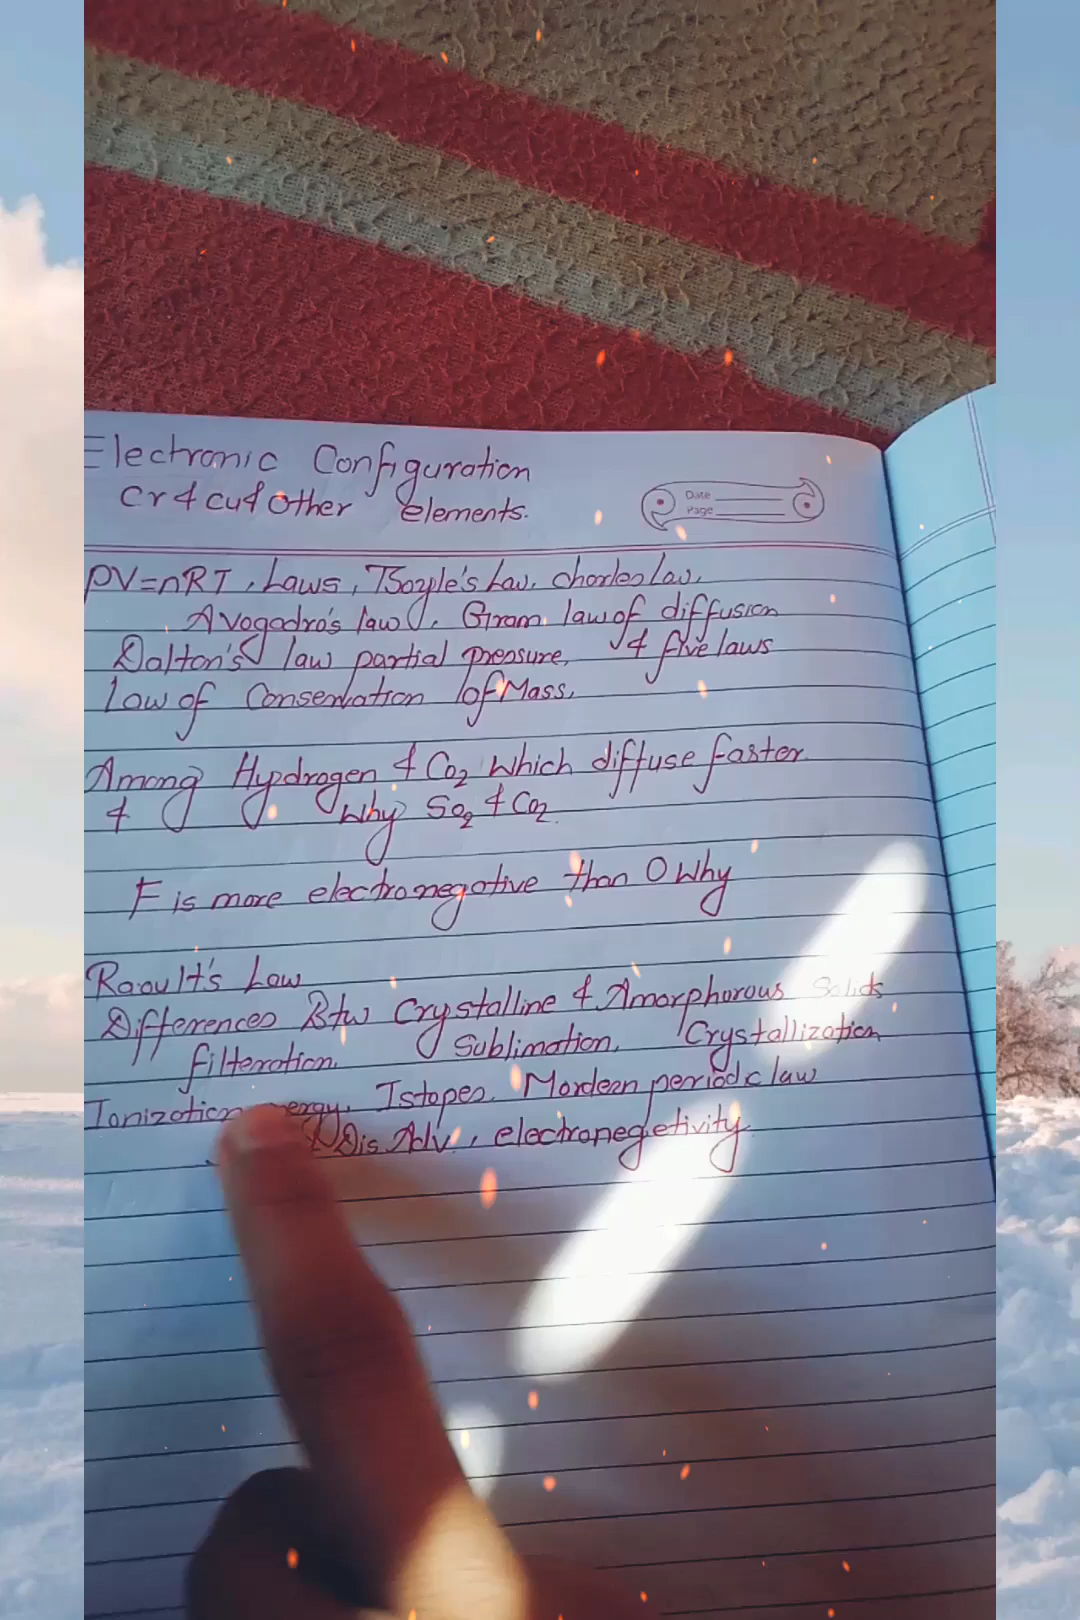 Electronic Configuration
Cr & Cu & Other elements.
Date
Page
PV=nRT, Laws, Boyle's Law, Charles law,
Avogadro's law, Gram law of diffusion
Dalton's law partial pressure, & five laws
Law of Conservation of Mass,
Among Hydrogen & CO2 which diffuse faster
& Why SO2 & CO2
F is more electronegative than O Why
Raoult's Law
Differences Btw Crystalline & Amorphorous Solids
filteration, Sublimation, Crystallization
Ionization Istopes, Mordern periodic law
Dis Adv, electronegetivity